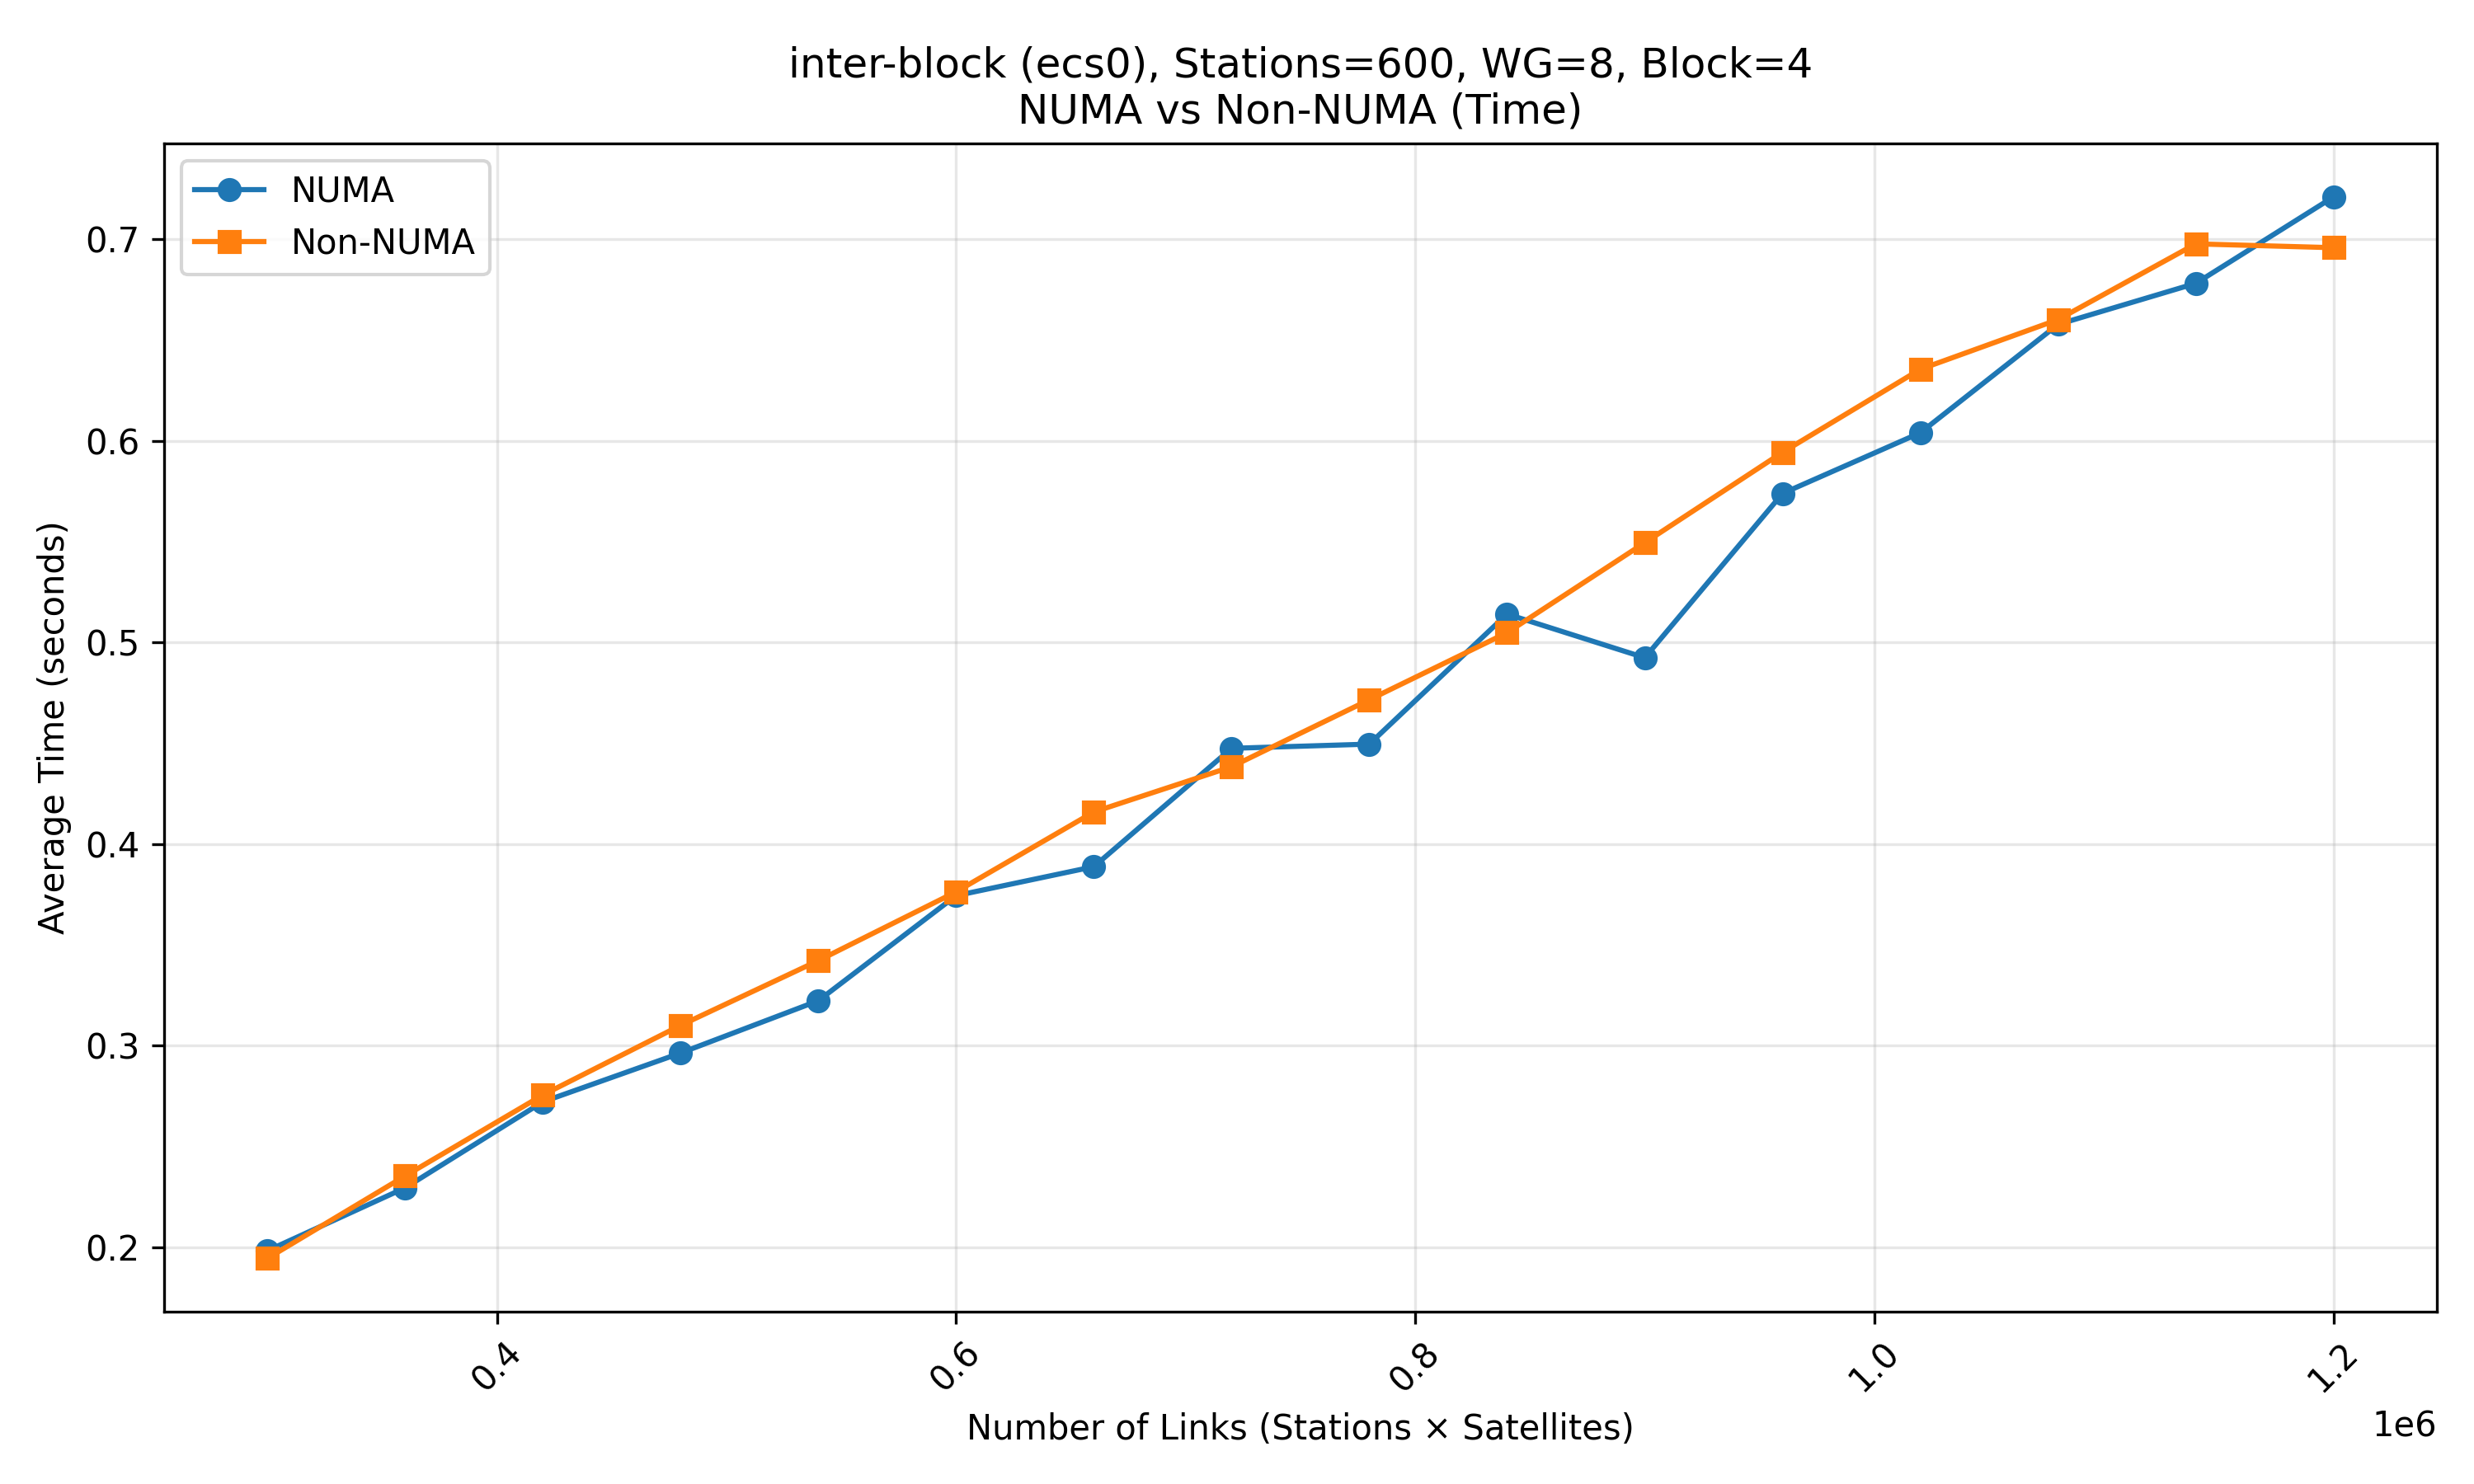 inter-block (ecs0), Stations=600, WG=8, Block=4
NUMA vs Non-NUMA (Time)
NUMA
Non-NUMA
Average Time (seconds)
0.7
0.6
0.5
0.4
0.3
0.2
0.4
0.6
0.8
1.0
1.2
1e6
Number of Links (Stations × Satellites)